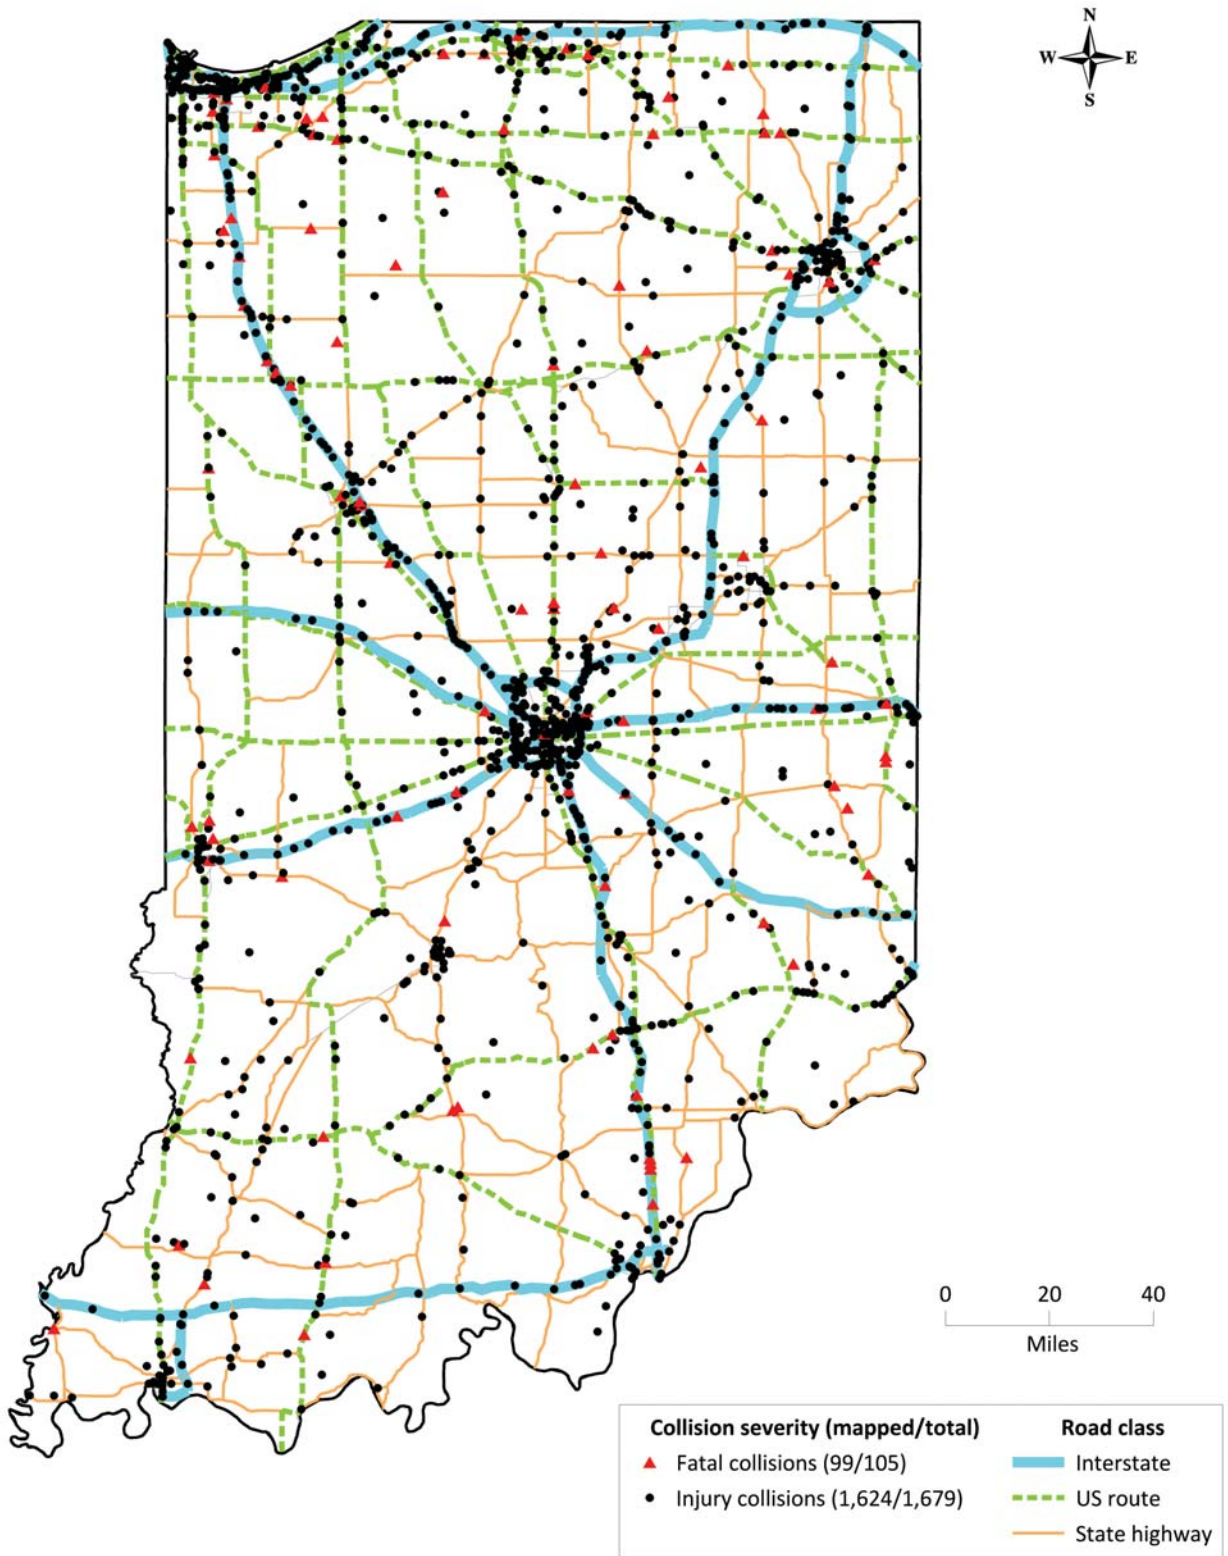 N
W E
S
0 20 40
Miles
Collision severity (mapped/total)
Fatal collisions (99/105)
Injury collisions (1,624/1,679)
Road class
Interstate
US route
State highway